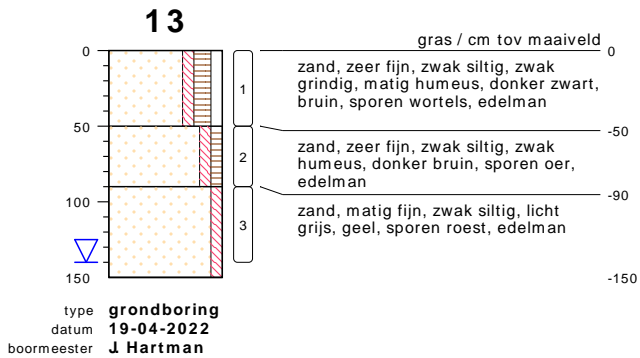 13
gras / cm tov maaiveld
0
0
zand, zeer fijn, zwak siltig, zwak
grindig, matig humeus, donker zwart,
bruin, sporen wortels, edelman
1
50
-50
zand, zeer fijn, zwak siltig, zwak
humeus, donker bruin, sporen oer,
edelman
2
-90
100
zand, matig fijn, zwak siltig, licht
grijs, geel, sporen roest, edelman
3
150
-150
type grondboring
datum 19-04-2022
boormeester J. Hartman